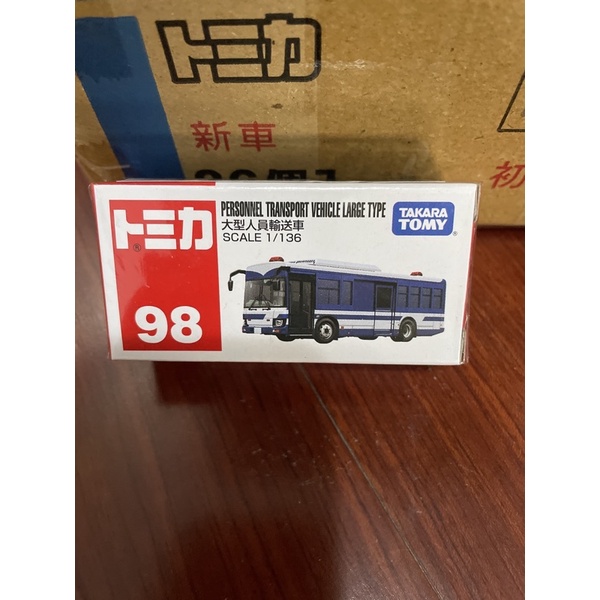 トミカ
新車
初
トミカ
98
PERSONNEL TRANSPORT VEHICLE LARGE TYPE
大型人員輸送車
SCALE 1/136
TAKARA
TOMY